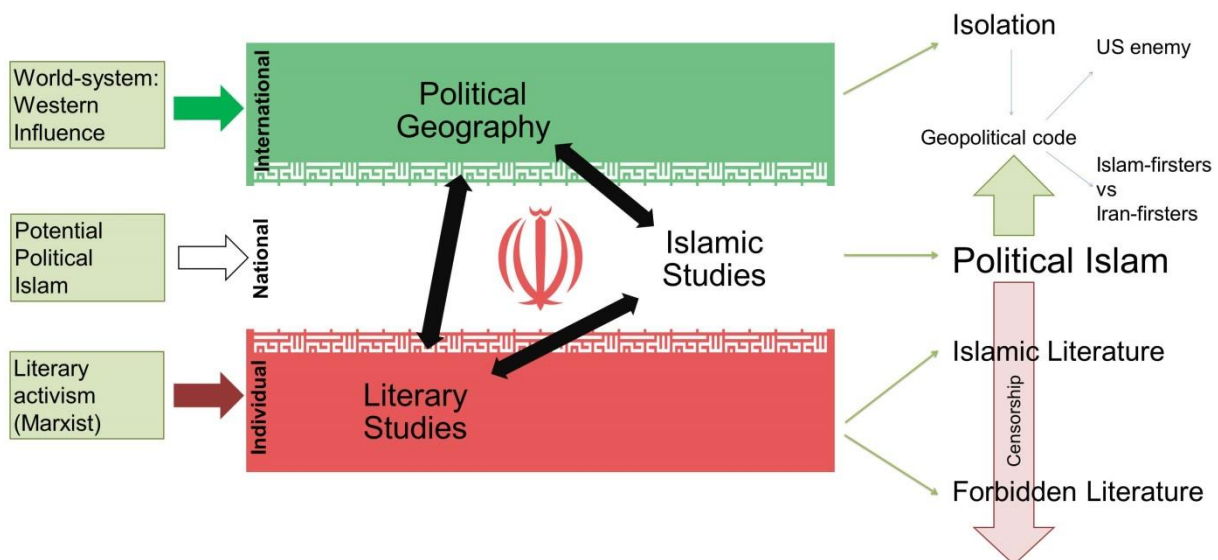 World-system:
Western
Influence
Potential
Political
Islam
Literary
activism
(Marxist)
International
National
Individual
Political
Geography
Islamic
Studies
Literary
Studies
Isolation
US enemy
Geopolitical code
Islam-firsters
vs
Iran-firsters
Political Islam
Islamic Literature
Censorship
Forbidden Literature